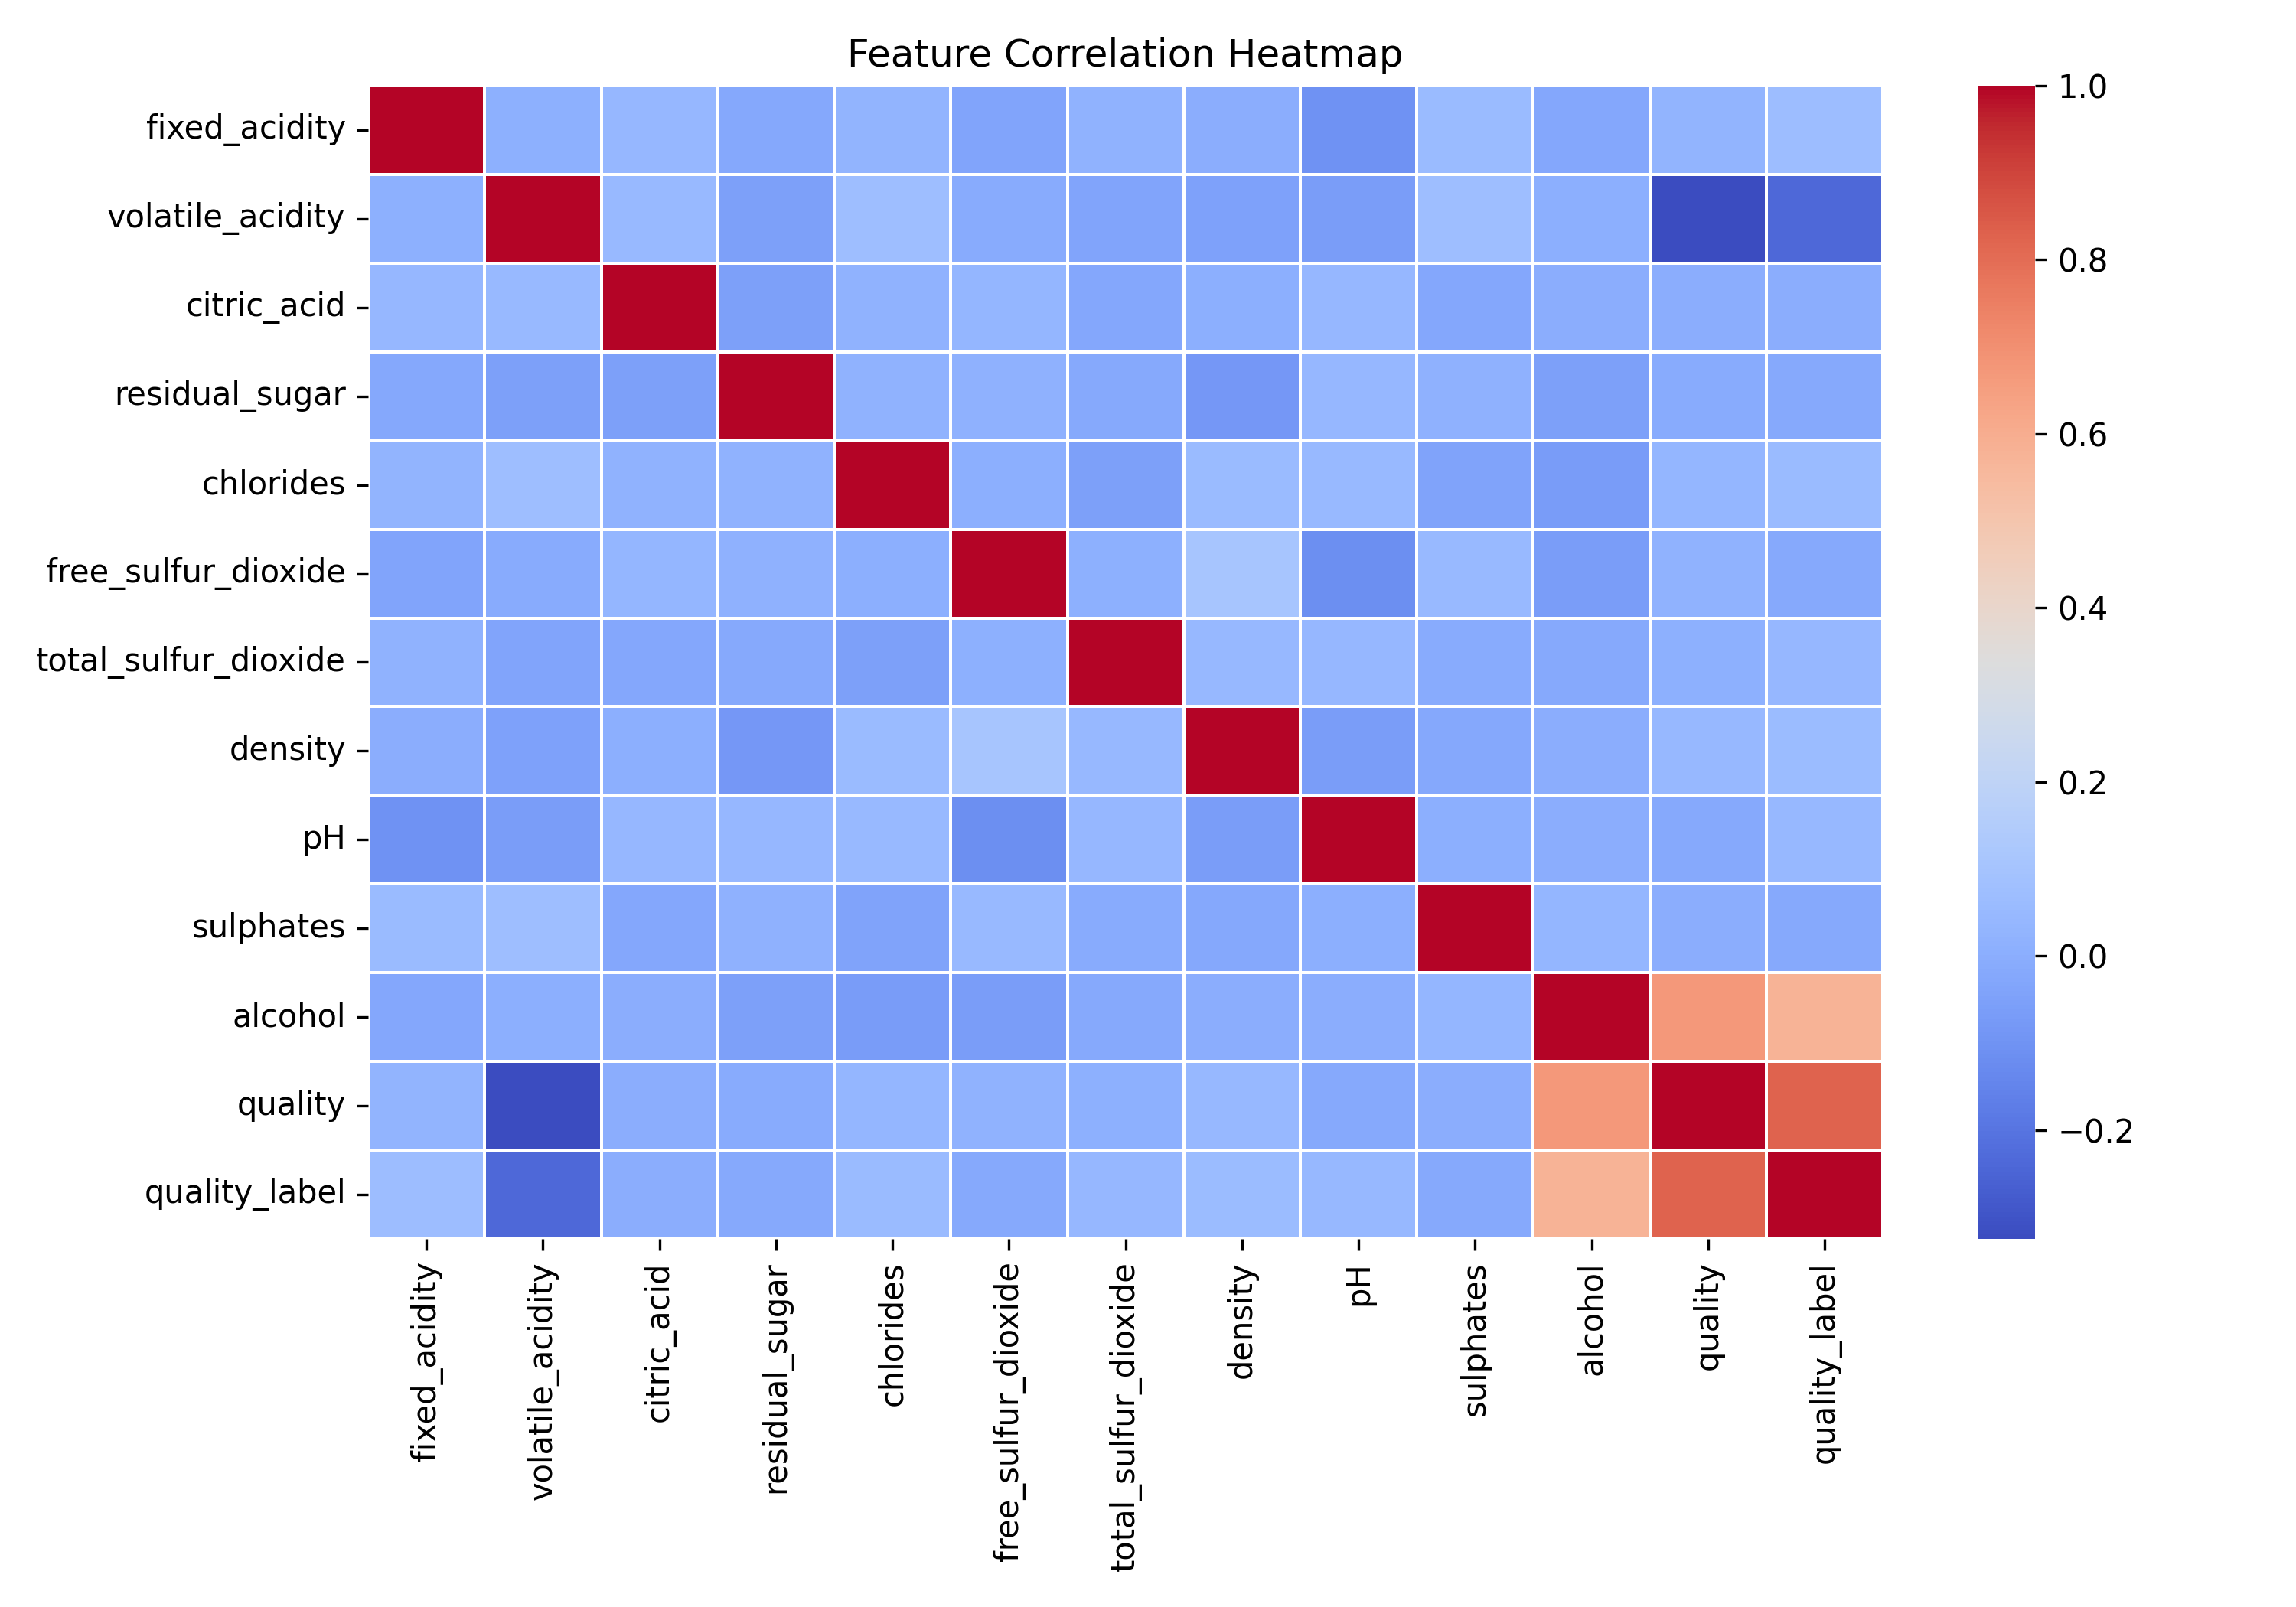 Feature Correlation Heatmap
fixed_acidity
volatile_acidity
citric_acid
residual_sugar
chlorides
free_sulfur_dioxide
total_sulfur_dioxide
density
pH
sulphates
alcohol
quality
quality_label
fixed_acidity
volatile_acidity
citric_acid
residual_sugar
chlorides
free_sulfur_dioxide
total_sulfur_dioxide
density
pH
sulphates
alcohol
quality
quality_label
1.0
0.8
0.6
0.4
0.2
0.0
−0.2